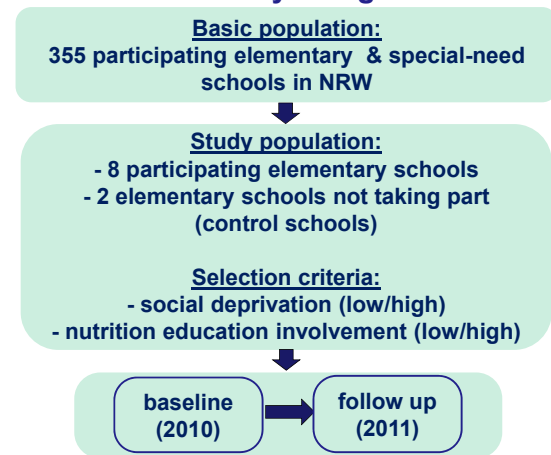 Basic population:
355 participating elementary & special-need
schools in NRW
Study population:
- 8 participating elementary schools
- 2 elementary schools not taking part
(control schools)
Selection criteria:
- social deprivation (low/high)
- nutrition education involvement (low/high)
baseline
(2010)
follow up
(2011)